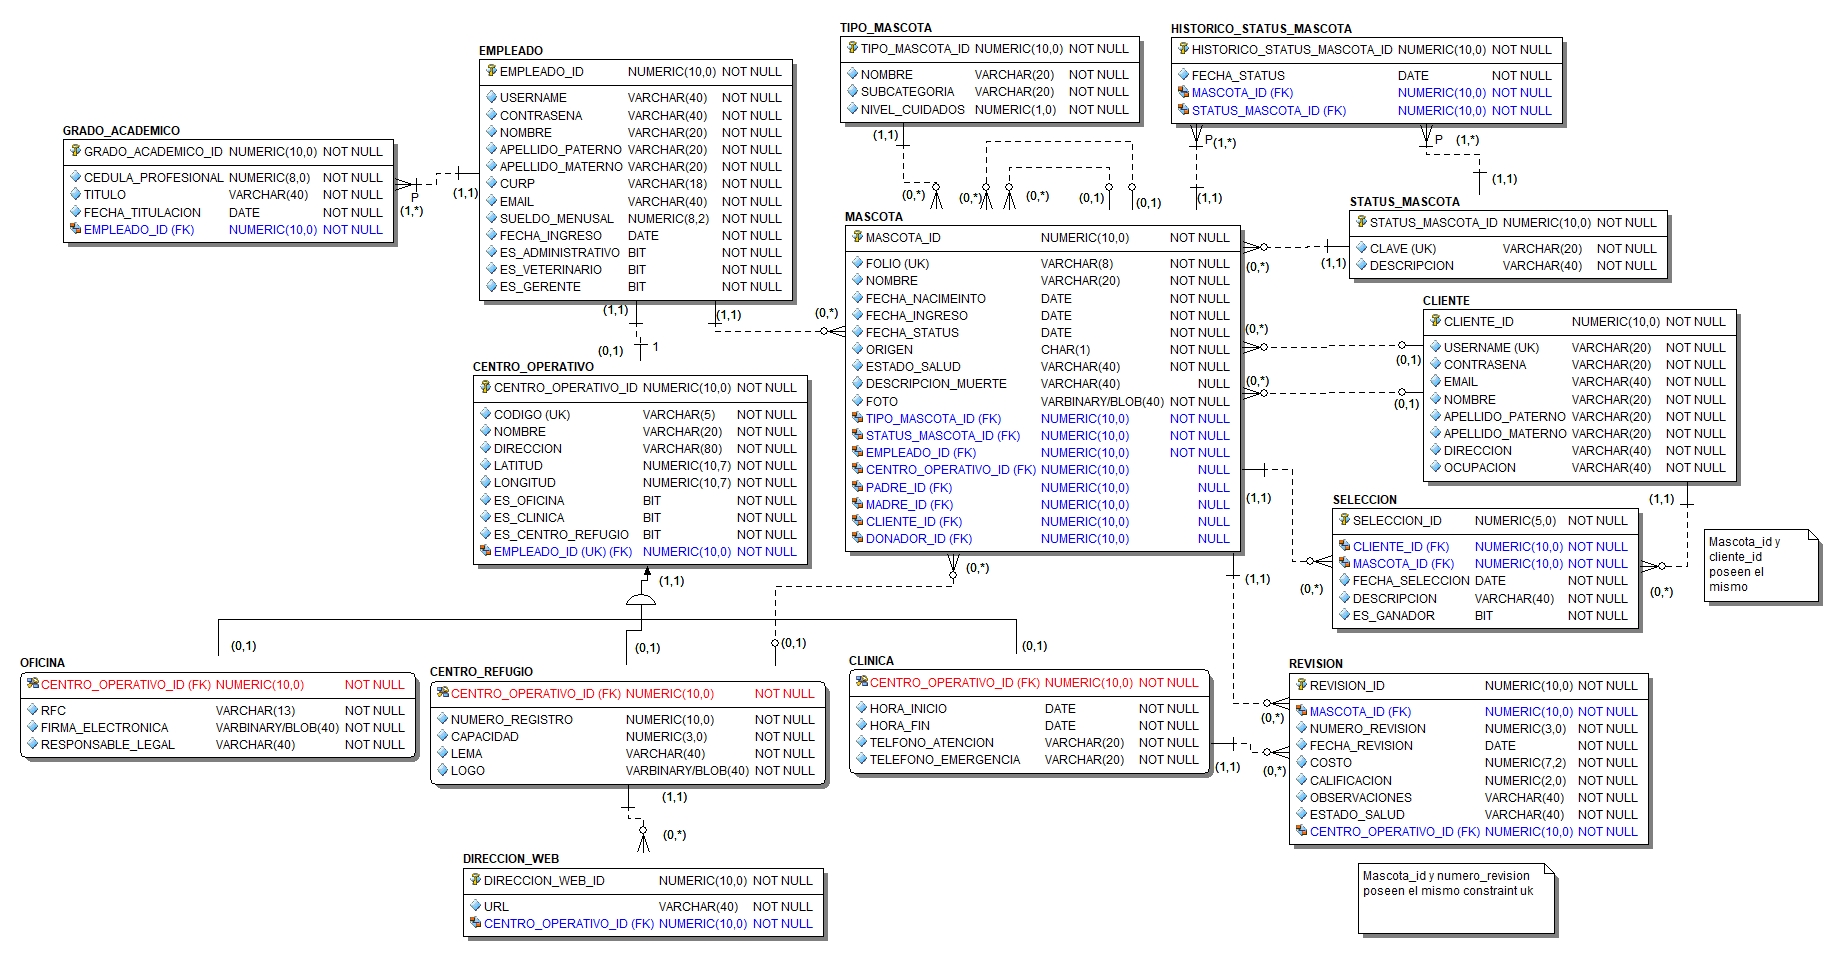 GRADO_ACADEMICO
GRADO_ACADEMICO_ID NUMERIC(10,0) NOT NULL
CEDULA_PROFESIONAL NUMERIC(8,0) NOT NULL
TITULO VARCHAR(40) NOT NULL
FECHA_TITULACION DATE NOT NULL
EMPLEADO_ID (FK) NUMERIC(10,0) NOT NULL
P
(1,*)
(1,1)
EMPLEADO
EMPLEADO_ID NUMERIC(10,0) NOT NULL
USERNAME VARCHAR(40) NOT NULL
CONTRASENA VARCHAR(40) NOT NULL
NOMBRE VARCHAR(20) NOT NULL
APELLIDO_PATERNO VARCHAR(20) NOT NULL
APELLIDO_MATERNO VARCHAR(20) NOT NULL
CURP VARCHAR(18) NOT NULL
EMAIL VARCHAR(40) NOT NULL
SUELDO_MENUSAL NUMERIC(8,2) NOT NULL
FECHA_INGRESO DATE NOT NULL
ES_ADMINISTRATIVO BIT NOT NULL
ES_VETERINARIO BIT NOT NULL
ES_GERENTE BIT NOT NULL
(1,1)
(1,1)
(0,*)
(0,1)
1
TIPO_MASCOTA
TIPO_MASCOTA_ID NUMERIC(10,0) NOT NULL
NOMBRE VARCHAR(20) NOT NULL
SUBCATEGORIA VARCHAR(20) NOT NULL
NIVEL_CUIDADOS NUMERIC(1,0) NOT NULL
(1,1)
(0,*)
(0,*)
(0,*)
(0,1)
(0,1)
HISTORICO_STATUS_MASCOTA
HISTORICO_STATUS_MASCOTA_ID NUMERIC(10,0) NOT NULL
FECHA_STATUS DATE NOT NULL
MASCOTA_ID (FK) NUMERIC(10,0) NOT NULL
STATUS_MASCOTA_ID (FK) NUMERIC(10,0) NOT NULL
P(1,*)
P (1,*)
(1,1)
(1,1)
STATUS_MASCOTA
STATUS_MASCOTA_ID NUMERIC(10,0) NOT NULL
CLAVE (UK) VARCHAR(20) NOT NULL
DESCRIPCION VARCHAR(40) NOT NULL
(0,*)
(1,1)
MASCOTA
MASCOTA_ID NUMERIC(10,0) NOT NULL
FOLIO (UK) VARCHAR(8) NOT NULL
NOMBRE VARCHAR(20) NOT NULL
FECHA_NACIMEINTO DATE NOT NULL
FECHA_INGRESO DATE NOT NULL
FECHA_STATUS DATE NOT NULL
ORIGEN CHAR(1) NOT NULL
ESTADO_SALUD VARCHAR(40) NOT NULL
DESCRIPCION_MUERTE VARCHAR(40) NULL
FOTO VARBINARY/BLOB(40) NOT NULL
TIPO_MASCOTA_ID (FK) NUMERIC(10,0) NOT NULL
STATUS_MASCOTA_ID (FK) NUMERIC(10,0) NOT NULL
EMPLEADO_ID (FK) NUMERIC(10,0) NOT NULL
CENTRO_OPERATIVO_ID (FK) NUMERIC(10,0) NULL
PADRE_ID (FK) NUMERIC(10,0) NULL
MADRE_ID (FK) NUMERIC(10,0) NULL
CLIENTE_ID (FK) NUMERIC(10,0) NULL
DONADOR_ID (FK) NUMERIC(10,0) NULL
(0,*)
(0,1)
(0,*)
(0,1)
CLIENTE
CLIENTE_ID NUMERIC(10,0) NOT NULL
USERNAME (UK) VARCHAR(20) NOT NULL
CONTRASENA VARCHAR(20) NOT NULL
EMAIL VARCHAR(40) NOT NULL
NOMBRE VARCHAR(20) NOT NULL
APELLIDO_PATERNO VARCHAR(20) NOT NULL
APELLIDO_MATERNO VARCHAR(20) NOT NULL
DIRECCION VARCHAR(40) NOT NULL
OCUPACION VARCHAR(40) NOT NULL
(1,1)
(1,1)
CENTRO_OPERATIVO
CENTRO_OPERATIVO_ID NUMERIC(10,0) NOT NULL
CODIGO (UK) VARCHAR(5) NOT NULL
NOMBRE VARCHAR(20) NOT NULL
DIRECCION VARCHAR(80) NOT NULL
LATITUD NUMERIC(10,7) NOT NULL
LONGITUD NUMERIC(10,7) NOT NULL
ES_OFICINA BIT NOT NULL
ES_CLINICA BIT NOT NULL
ES_CENTRO_REFUGIO BIT NOT NULL
EMPLEADO_ID (UK) (FK) NUMERIC(10,0) NOT NULL
(1,1)
(0,*)
(1,1)
SELECCION
SELECCION_ID NUMERIC(5,0) NOT NULL
CLIENTE_ID (FK) NUMERIC(10,0) NOT NULL
MASCOTA_ID (FK) NUMERIC(10,0) NOT NULL
FECHA_SELECCION DATE NOT NULL
DESCRIPCION VARCHAR(40) NOT NULL
ES_GANADOR BIT NOT NULL
(0,*)
(0,*)
Mascota_id y
cliente_id
poseen el
mismo
(0,1)
(0,1)
(0,1)
(0,1)
OFICINA
CENTRO_OPERATIVO_ID (FK) NUMERIC(10,0) NOT NULL
RFC VARCHAR(13) NOT NULL
FIRMA_ELECTRONICA VARBINARY/BLOB(40) NOT NULL
RESPONSABLE_LEGAL VARCHAR(40) NOT NULL
CENTRO_REFUGIO
CENTRO_OPERATIVO_ID (FK) NUMERIC(10,0) NOT NULL
NUMERO_REGISTRO NUMERIC(10,0) NOT NULL
CAPACIDAD NUMERIC(3,0) NOT NULL
LEMA VARCHAR(40) NOT NULL
LOGO VARBINARY/BLOB(40) NOT NULL
CLINICA
CENTRO_OPERATIVO_ID (FK) NUMERIC(10,0) NOT NULL
HORA_INICIO DATE NOT NULL
HORA_FIN DATE NOT NULL
TELFONO_ATENCION VARCHAR(20) NOT NULL
TELEFONO_EMERGENCIA VARCHAR(20) NOT NULL
(1,1)
(0,*)
(0,*)
REVISION
REVISION_ID NUMERIC(10,0) NOT NULL
MASCOTA_ID (FK) NUMERIC(10,0) NOT NULL
NUMERO_REVISION NUMERIC(3,0) NOT NULL
FECHA_REVISION DATE NOT NULL
COSTO NUMERIC(7,2) NOT NULL
CALIFICACION NUMERIC(2,0) NOT NULL
OBSERVACIONES VARCHAR(40) NOT NULL
ESTADO_SALUD VARCHAR(40) NOT NULL
CENTRO_OPERATIVO_ID (FK) NUMERIC(10,0) NOT NULL
(1,1)
(0,*)
DIRECCION_WEB
DIRECCION_WEB_ID NUMERIC(10,0) NOT NULL
URL VARCHAR(40) NOT NULL
CENTRO_OPERATIVO_ID (FK) NUMERIC(10,0) NOT NULL
Mascota_id y numero_revision
poseen el mismo constraint uk